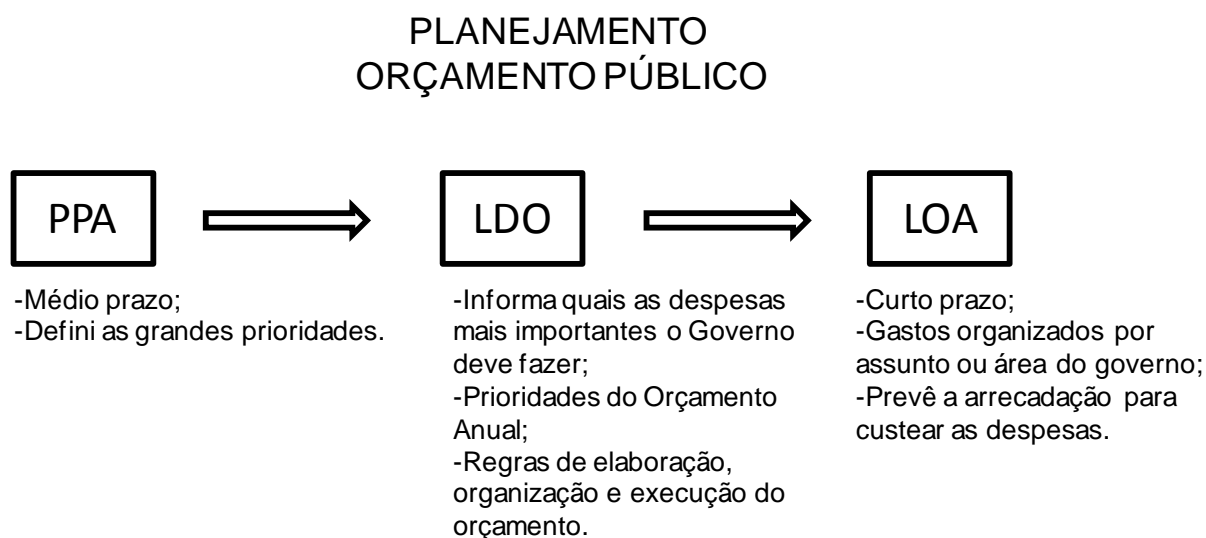 PLANEJAMENTO
ORÇAMENTO PÚBLICO
PPA
-Médio prazo;
-Defini as grandes prioridades.
LDO
-Informa quais as despesas
mais importantes o Governo
deve fazer;
-Prioridades do Orçamento
Anual;
-Regras de elaboração,
organização e execução do
orçamento.
LOA
-Curto prazo;
-Gastos organizados por
assunto ou área do governo;
-Prevê a arrecadação para
custear as despesas.